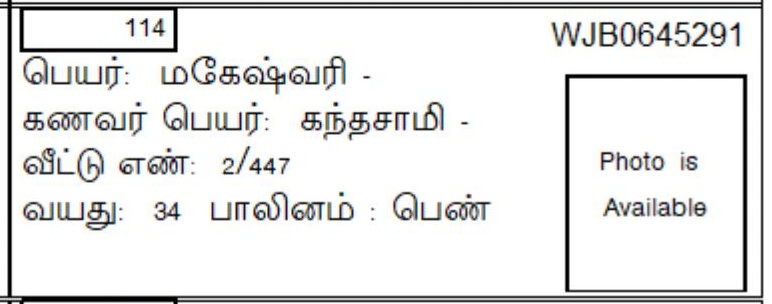 114
WJB0645291
பெயர்: மகேஷ்வரி -
கணவர் பெயர்: கந்தசாமி -
வீட்டு எண்: 2/447
வயது: 34 பாலினம் : பெண்
Photo is
Available